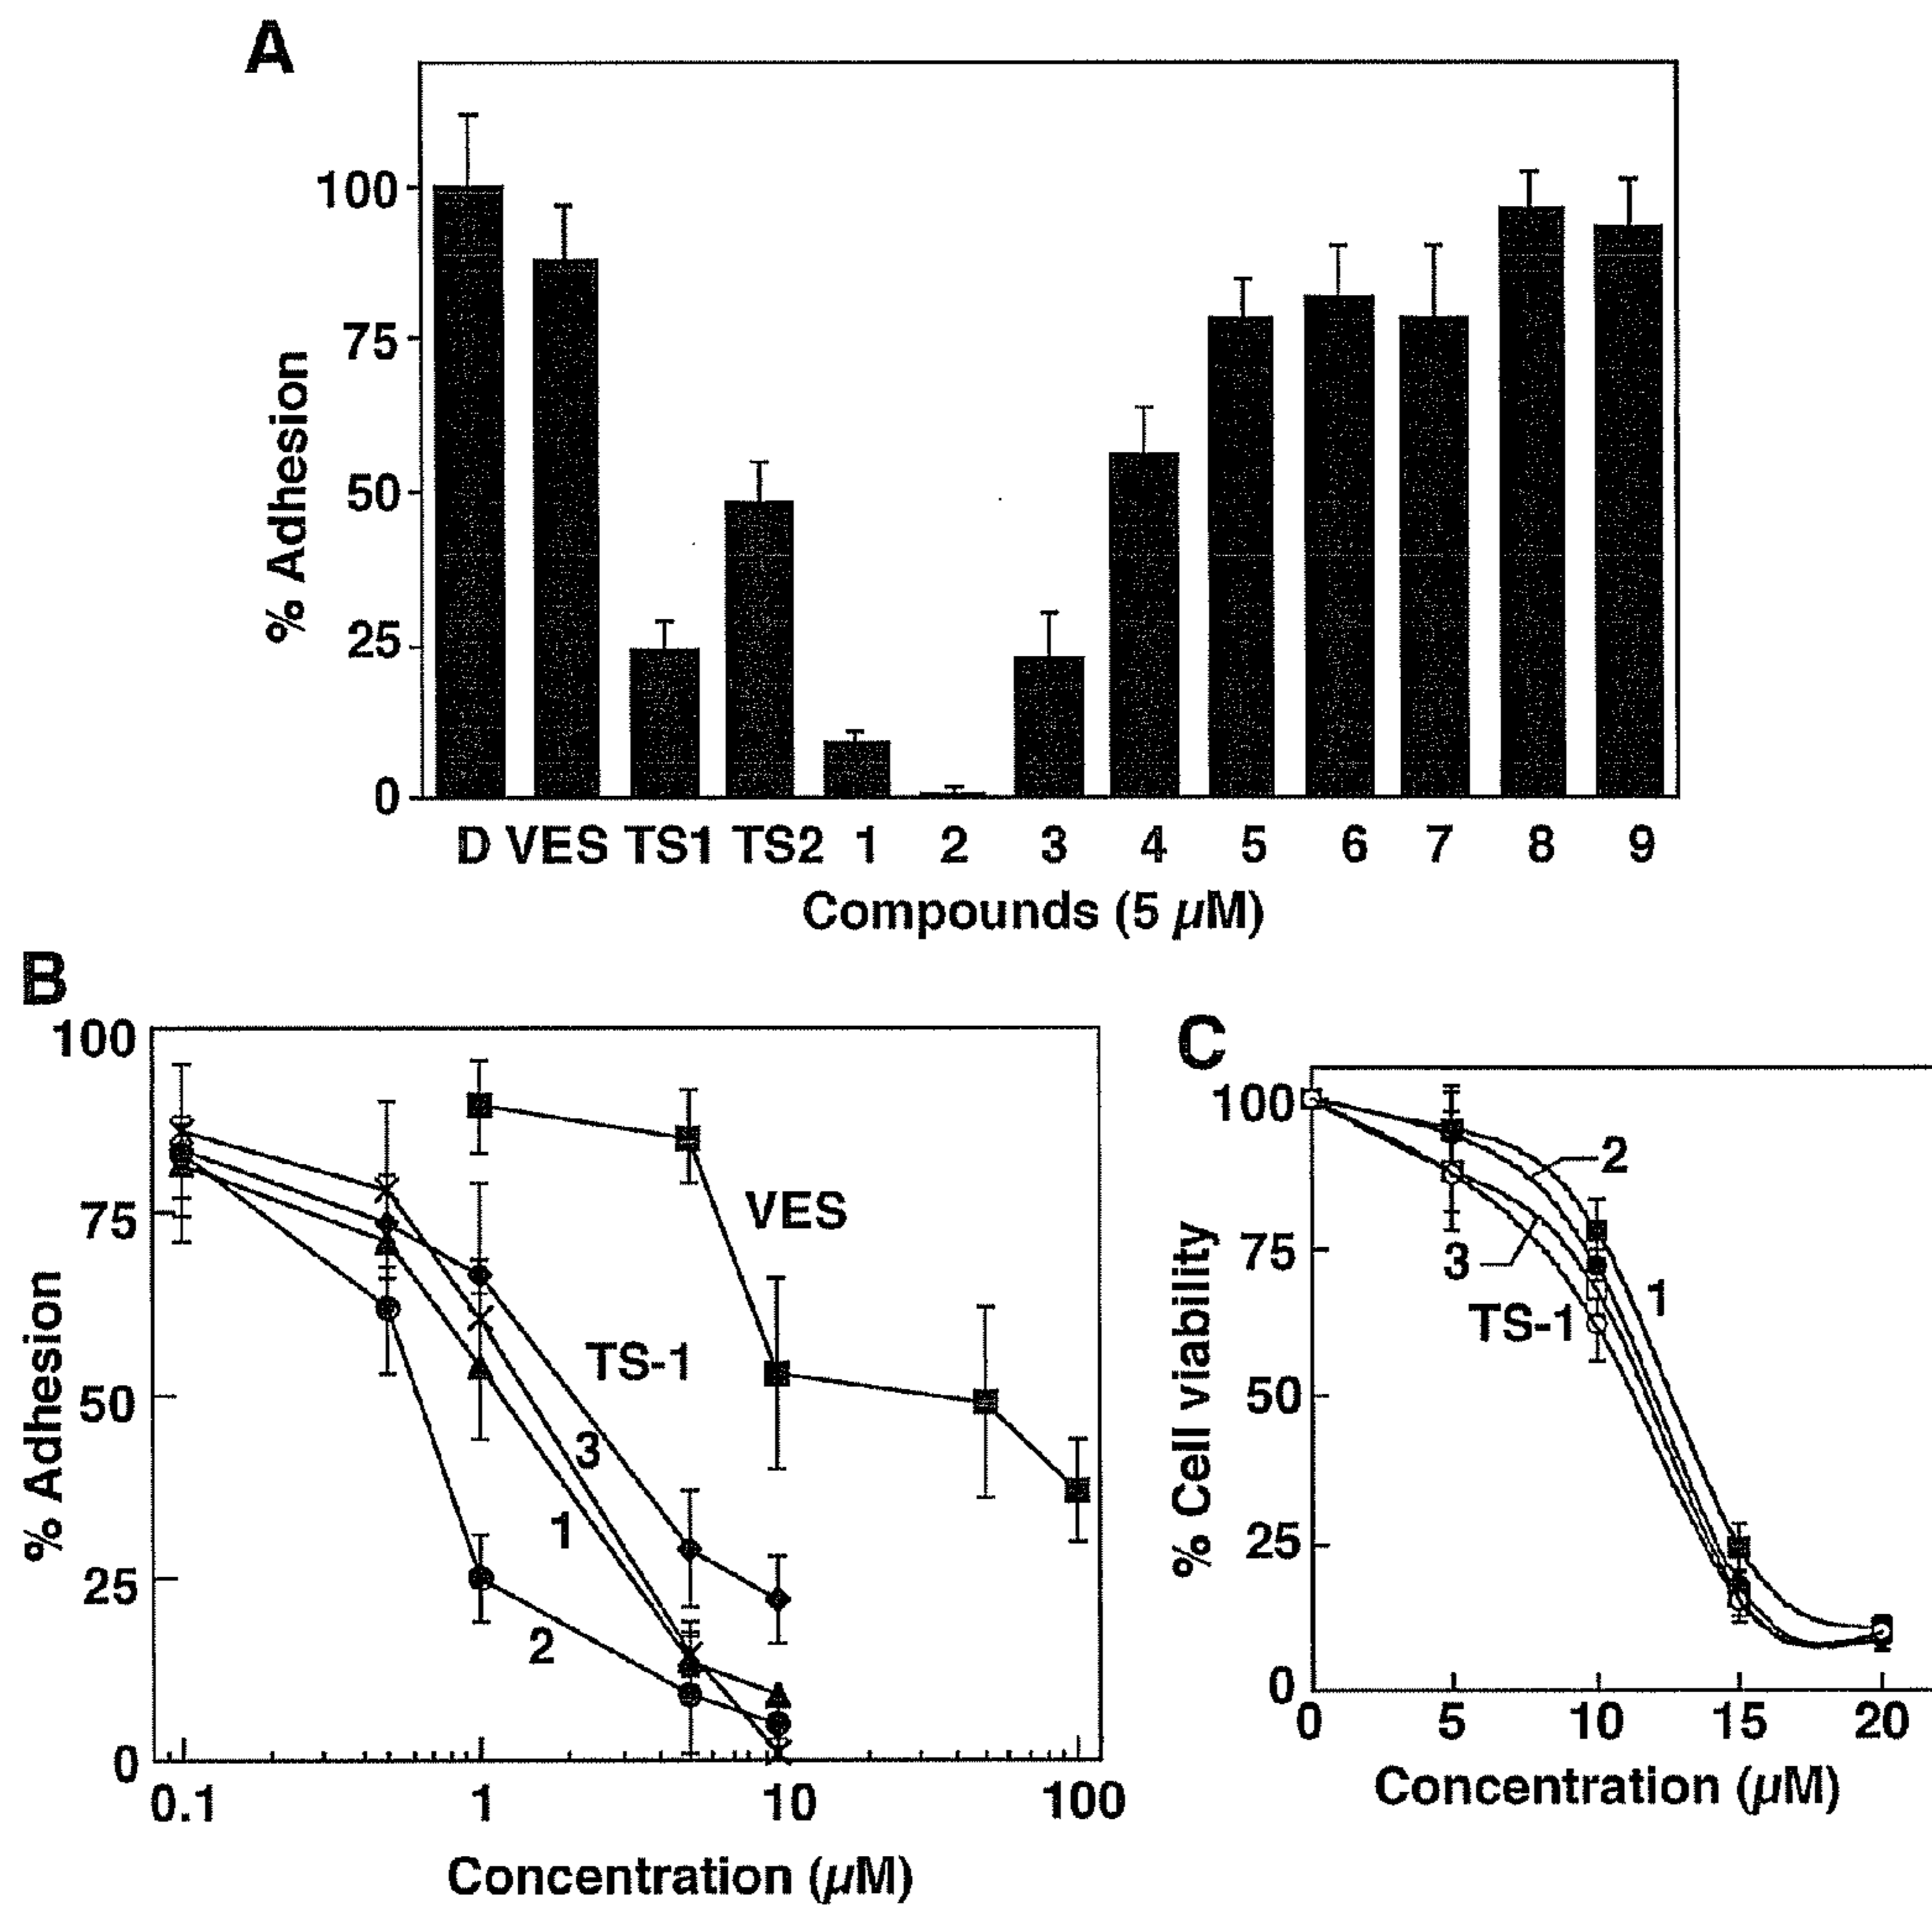 A
100
75
50
25
0
% Adhesion
D VES TS1 TS2 1 2 3 4 5 6 7 8 9
Compounds (5 μM)
B
100
75
50
25
0
% Adhesion
VES
TS-1
3
1
2
0.1 1 10 100
Concentration (μM)
C
100
75
50
25
0
% Cell viability
2
3
1
TS-1
0 5 10 15 20
Concentration (μM)